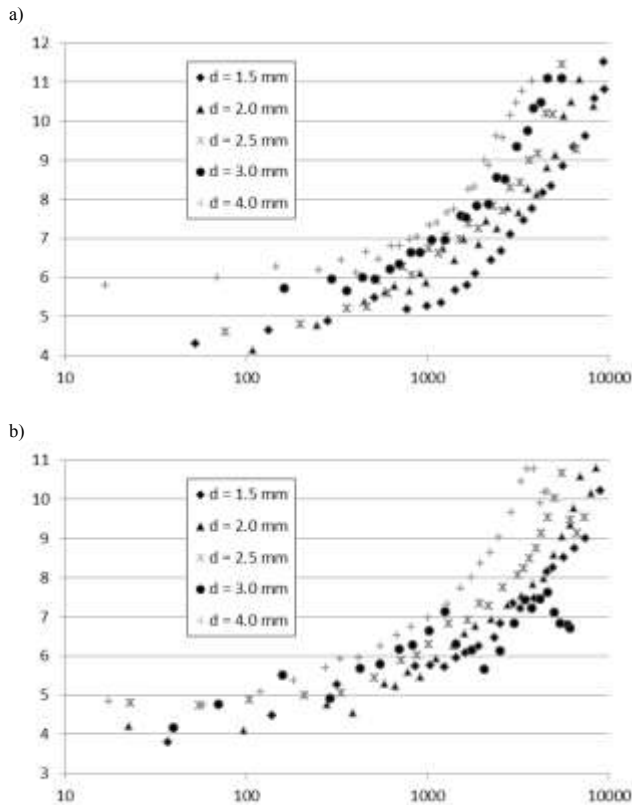 a)
12
11
10
9
8
7
6
5
4
d = 1.5 mm
d = 2.0 mm
d = 2.5 mm
d = 3.0 mm
d = 4.0 mm
10 100 1000 10000
b)
11
10
9
8
7
6
5
4
3
d = 1.5 mm
d = 2.0 mm
d = 2.5 mm
d = 3.0 mm
d = 4.0 mm
10 100 1000 10000